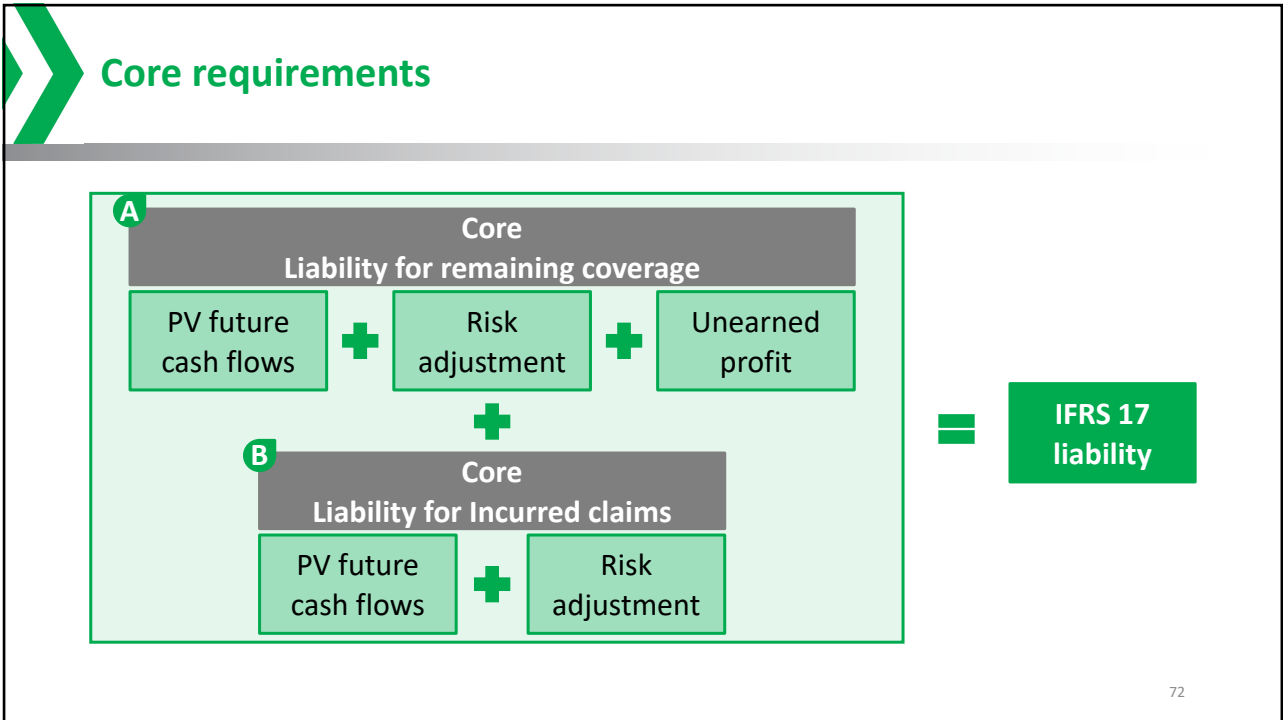 Core requirements
A
Core
Liability for remaining coverage
PV future
cash flows
Risk
adjustment
Unearned
profit
B
Core
Liability for Incurred claims
PV future
cash flows
Risk
adjustment
IFRS 17
liability
72